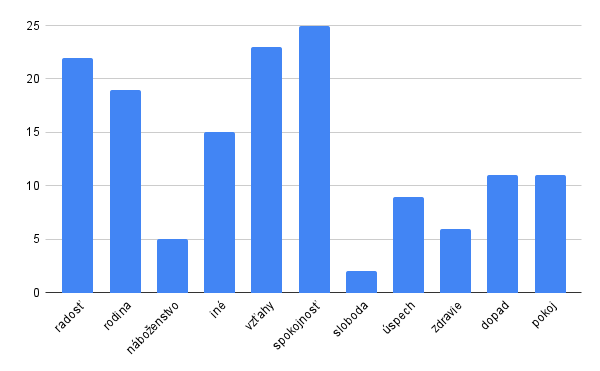 25
20
15
10
5
0
radosť
rodina
náboženstvo
iné
vzťahy
spokojnosť
sloboda
úspech
zdravie
dopad
pokoj